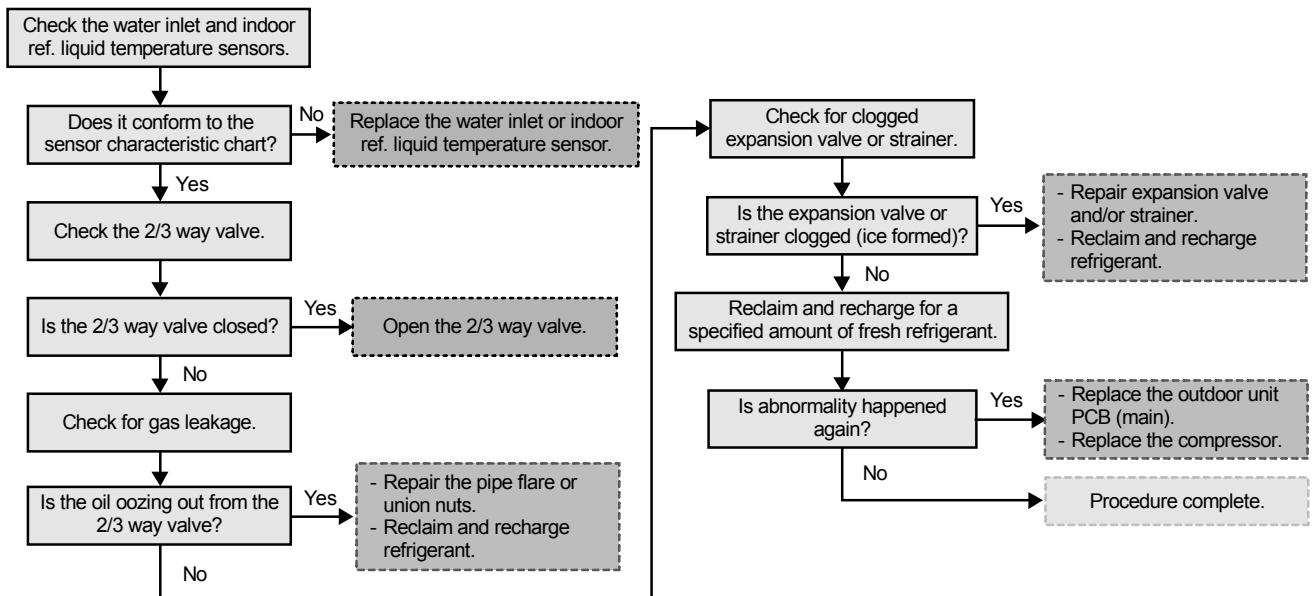 Check the water inlet and indoor
ref. liquid temperature sensors.
Does it conform to the
sensor characteristic chart?
No
Replace the water inlet or indoor
ref. liquid temperature sensor.
Yes
Check the 2/3 way valve.
Is the 2/3 way valve closed?
Yes
Open the 2/3 way valve.
No
Check for gas leakage.
Is the oil oozing out from the
2/3 way valve?
Yes
- Repair the pipe flare or
union nuts.
- Reclaim and recharge
refrigerant.
No
Check for clogged
expansion valve or strainer.
Is the expansion valve or
strainer clogged (ice formed)?
Yes
- Repair expansion valve
and/or strainer.
- Reclaim and recharge
refrigerant.
No
Reclaim and recharge for a
specified amount of fresh refrigerant.
Is abnormality happened
again?
Yes
- Replace the outdoor unit
PCB (main).
- Replace the compressor.
No
Procedure complete.